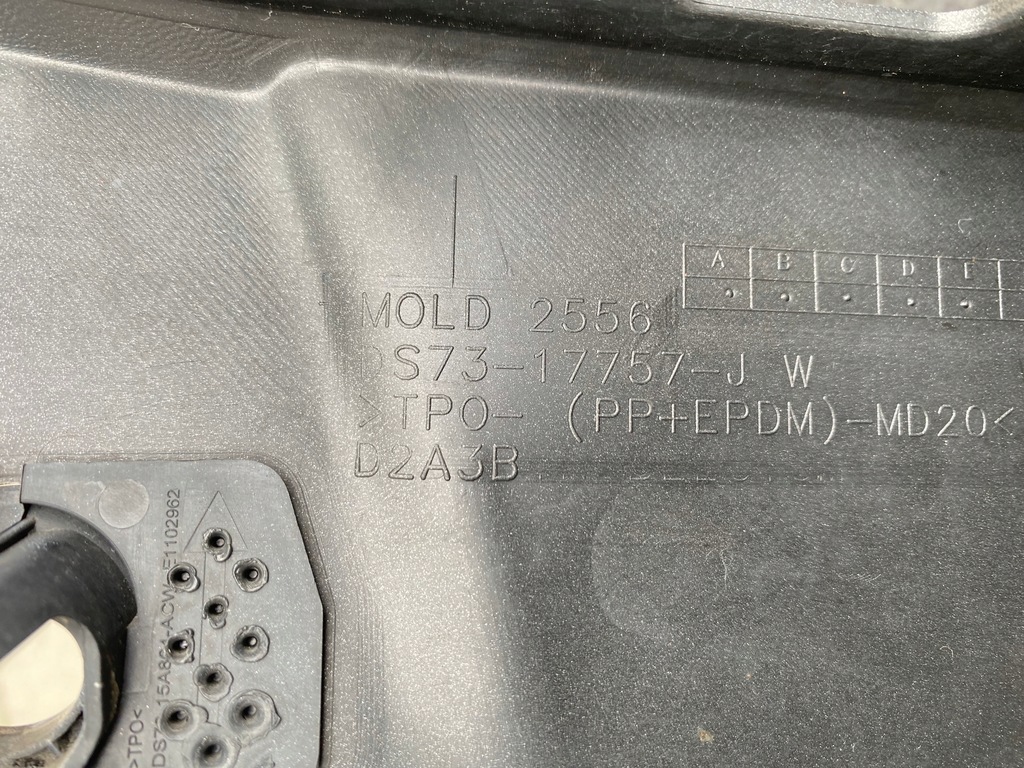 A B C D E
MOLD 2556
DS73-17757-J W
>TPO- (PP+EPDM)-MD20<
D2A3B
>TPO<